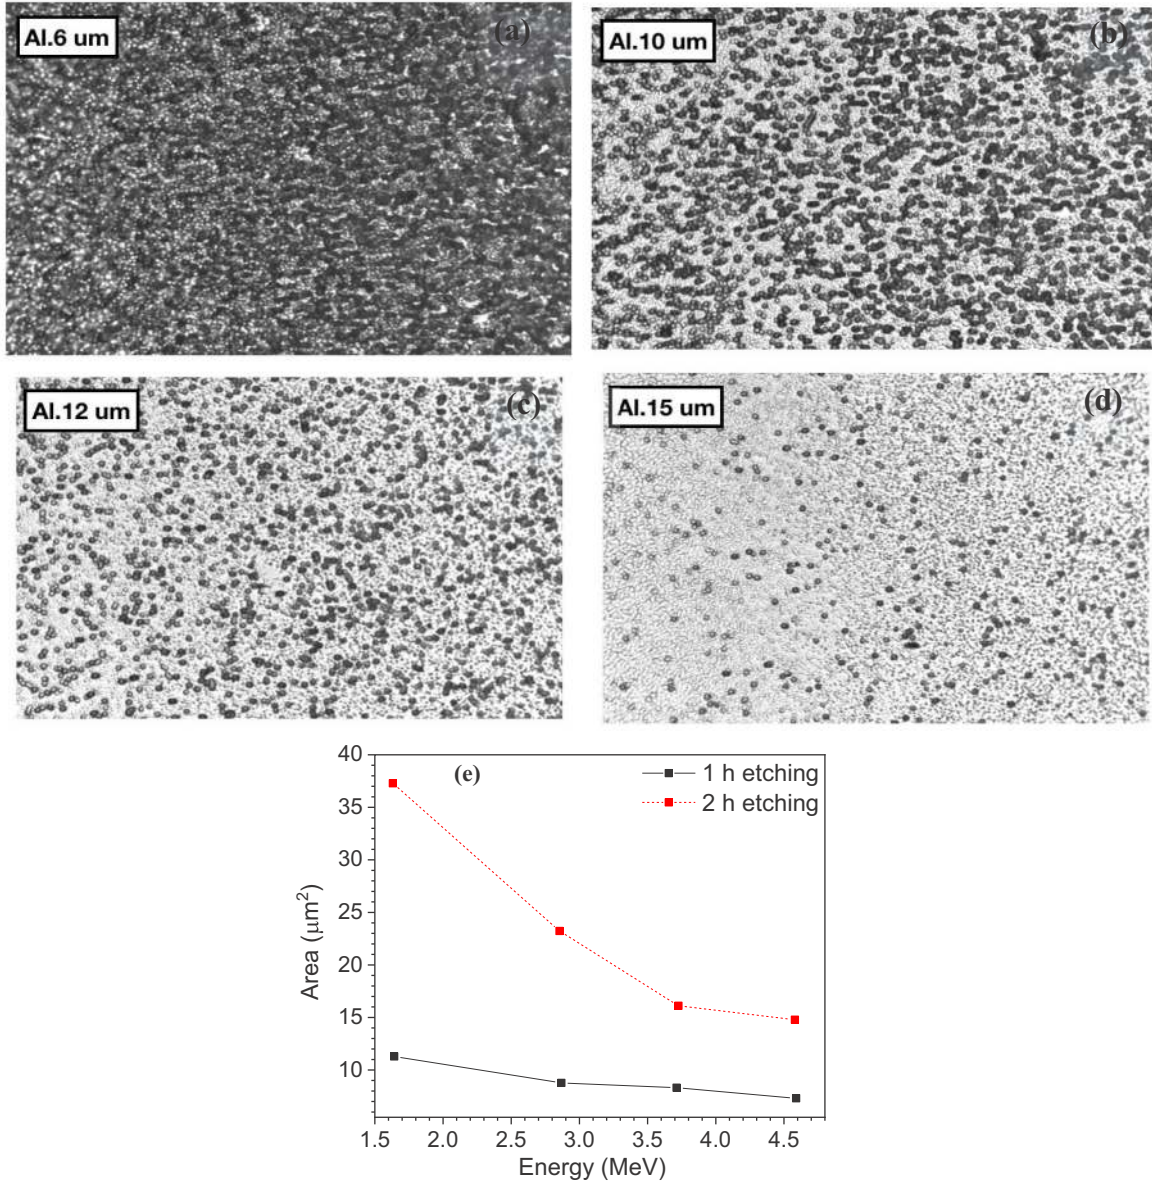 Al.6 um
(a)
Al.10 um
(b)
Al.12 um
(c)
Al.15 um
(d)
(e)
1 h etching
2 h etching
40
35
30
25
20
15
10
Area (μm²)
1.5 2.0 2.5 3.0 3.5 4.0 4.5
Energy (MeV)